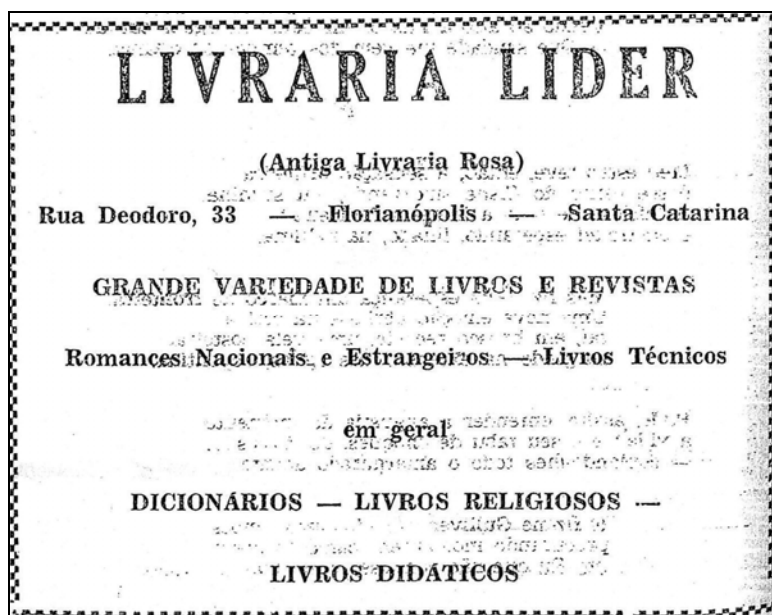 LIVRARIA LIDER
(Antiga Livraria Rosa)
Rua Deodoro, 33 — Florianópolis — Santa Catarina
GRANDE VARIEDADE DE LIVROS E REVISTAS
Romances Nacionais e Estrangeiros — Livros Técnicos
em geral
DICIONÁRIOS — LIVROS RELIGIOSOS —
LIVROS DIDÁTICOS